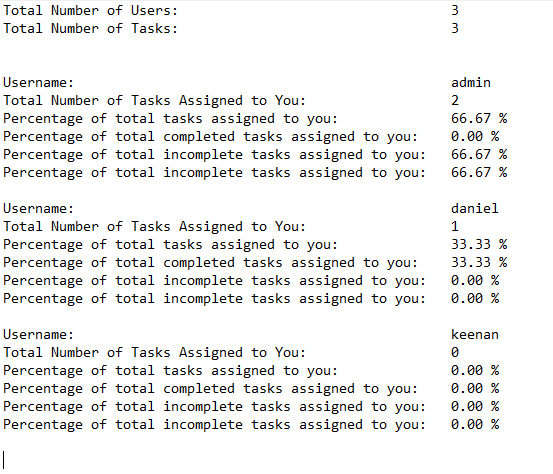 Total Number of Users: 3
Total Number of Tasks: 3
Username: admin
Total Number of Tasks Assigned to You: 2
Percentage of total tasks assigned to you: 66.67 %
Percentage of total completed tasks assigned to you: 0.00 %
Percentage of total incomplete tasks assigned to you: 66.67 %
Percentage of total incomplete tasks assigned to you: 66.67 %
Username: daniel
Total Number of Tasks Assigned to You: 1
Percentage of total tasks assigned to you: 33.33 %
Percentage of total completed tasks assigned to you: 33.33 %
Percentage of total incomplete tasks assigned to you: 0.00 %
Percentage of total incomplete tasks assigned to you: 0.00 %
Username: keenan
Total Number of Tasks Assigned to You: 0
Percentage of total tasks assigned to you: 0.00 %
Percentage of total completed tasks assigned to you: 0.00 %
Percentage of total incomplete tasks assigned to you: 0.00 %
Percentage of total incomplete tasks assigned to you: 0.00 %